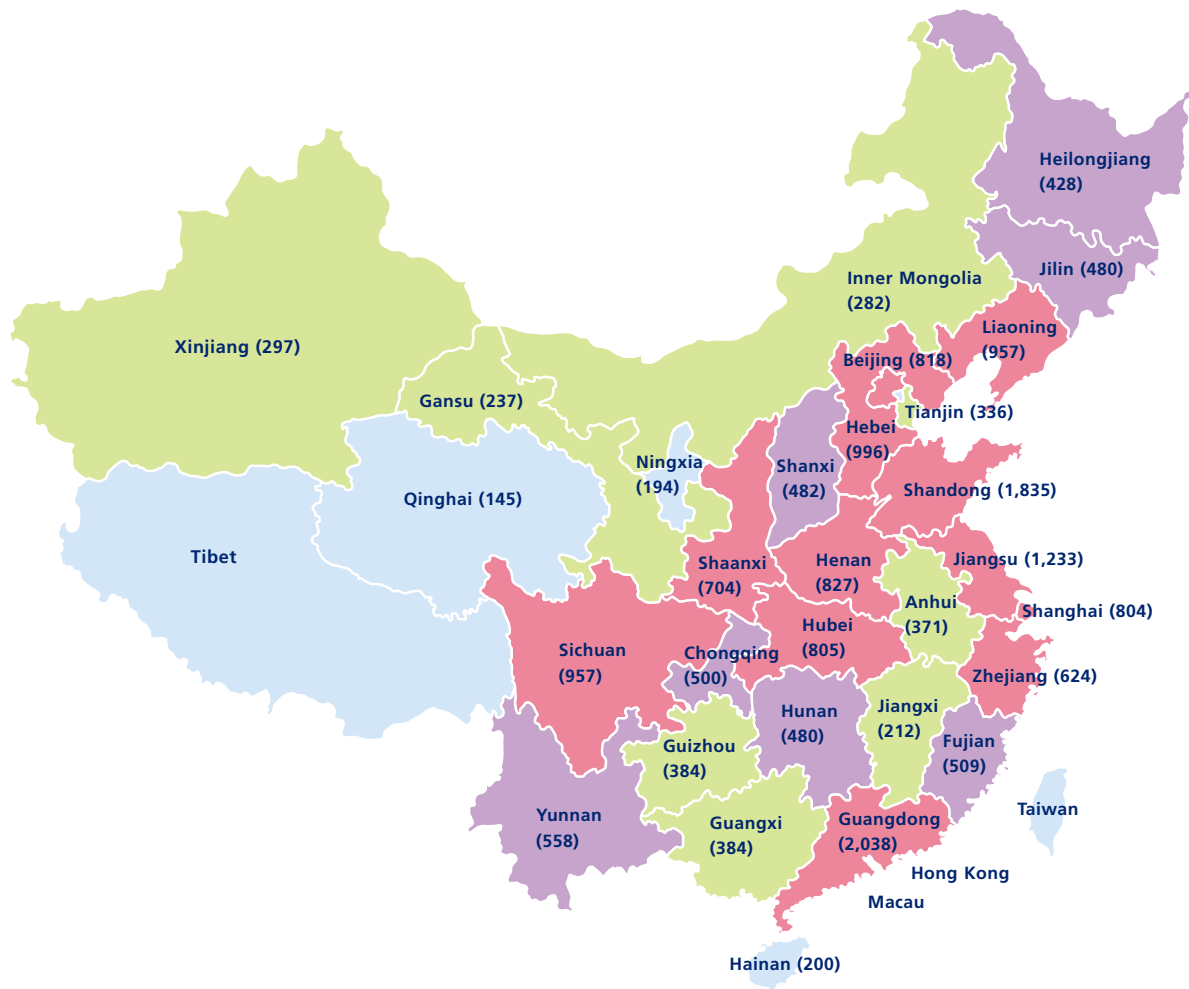 Heilongjiang
(428)
Jilin (480)
Inner Mongolia
(282)
Liaoning
(957)
Xinjiang (297)
Beijing (818)
Gansu (237)
Tianjin (336)
Hebei
(996)
Ningxia
(194)
Shanxi
(482)
Qinghai (145)
Shandong (1,835)
Tibet
Shaanxi
(704)
Henan
(827)
Jiangsu (1,233)
Anhui
(371)
Shanghai (804)
Sichuan
(957)
Chongqing
(500)
Hubei
(805)
Zhejiang (624)
Hunan
(480)
Jiangxi
(212)
Guizhou
(384)
Fujian
(509)
Yunnan
(558)
Guangxi
(384)
Guangdong
(2,038)
Taiwan
Hong Kong
Macau
Hainan (200)